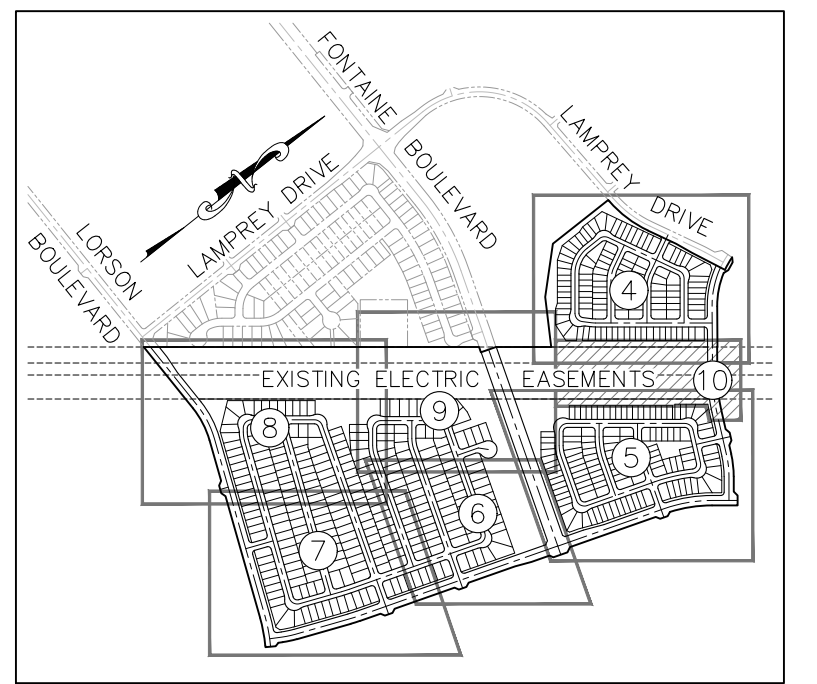 FONTAINE
BOULEVARD
LAMPREY DRIVE
N
LAMPREY DRIVE
LORSON
BOULEVARD
4
EXISTING ELECTRIC EASEMENTS
10
9
8
5
6
7